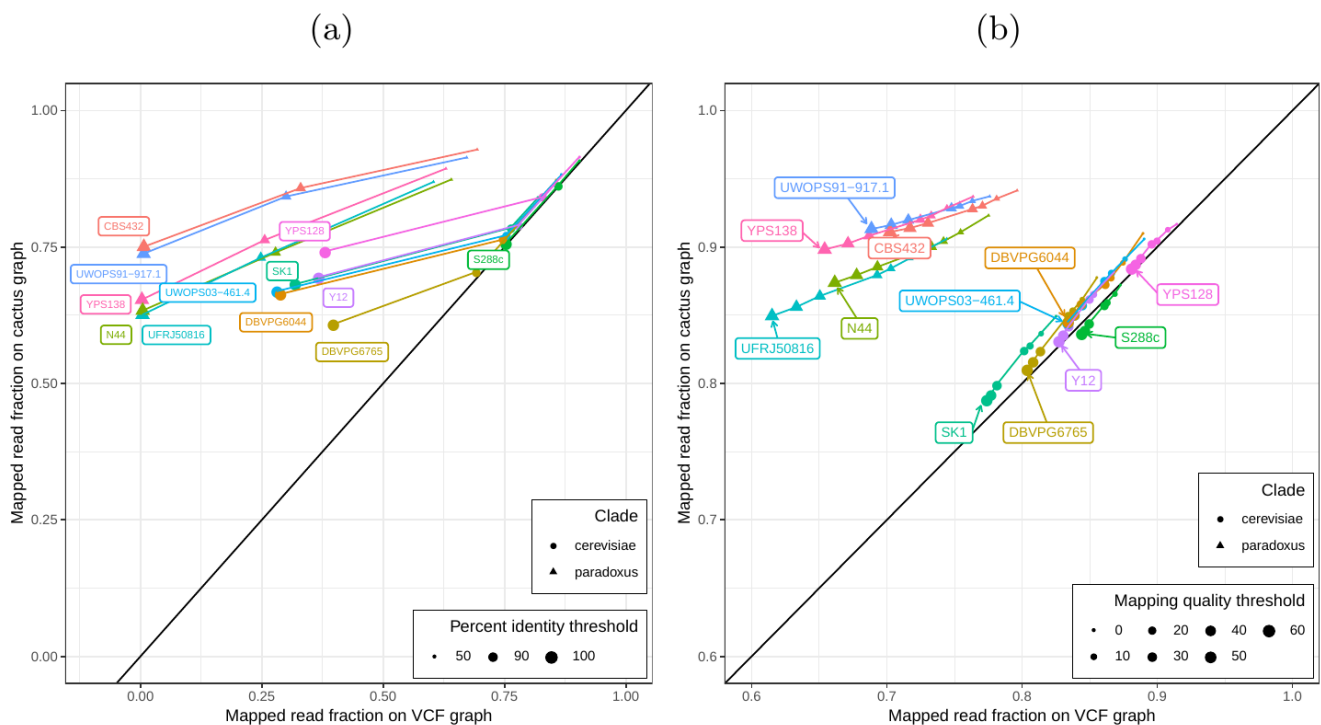 (a)
Mapped read fraction on cactus graph
1.00
0.75
0.50
0.25
0.00
CBS432
UWOPS91−917.1
YPS138
N44
UFRJ50816
UWOPS03−461.4
SK1
YPS128
Y12
DBVPG6044
DBVPG6765
S288c
Clade
cerevisiae
paradoxus
Percent identity threshold
50 90 100
0.00 0.25 0.50 0.75 1.00
Mapped read fraction on VCF graph
(b)
Mapped read fraction on cactus graph
1.0
0.9
0.8
0.7
0.6
UWOPS91−917.1
YPS138
CBS432
N44
UFRJ50816
DBVPG6044
UWOPS03−461.4
YPS128
S288c
Y12
SK1
DBVPG6765
Clade
cerevisiae
paradoxus
Mapping quality threshold
0 20 40 60
10 30 50
0.6 0.7 0.8 0.9 1.0
Mapped read fraction on VCF graph